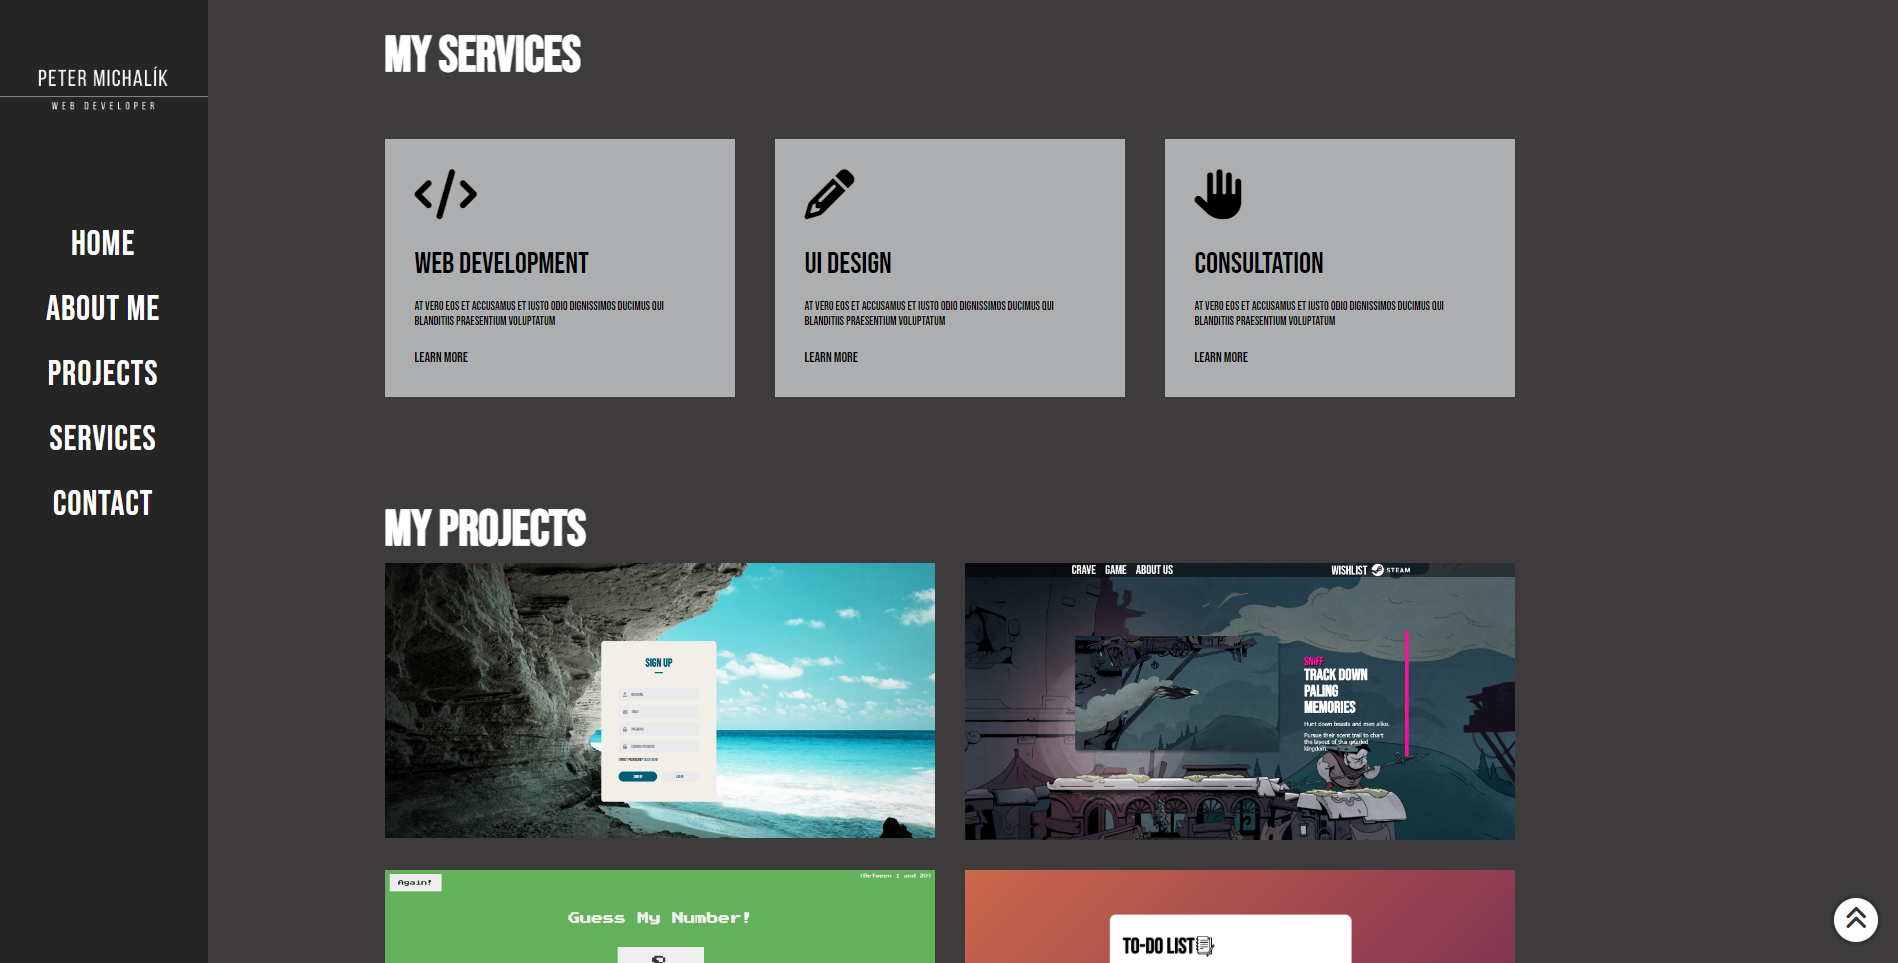 PETER MICHALÍK
WEB DEVELOPER
HOME
ABOUT ME
PROJECTS
SERVICES
CONTACT
MY SERVICES
WEB DEVELOPMENT
AT VERO EOS ET ACCUSAMUS ET IUSTO ODIO DIGNISSIMOS DUCIMUS QUI
BLANDITIIS PRAESENTIUM VOLUPTATUM
LEARN MORE
UI DESIGN
AT VERO EOS ET ACCUSAMUS ET IUSTO ODIO DIGNISSIMOS DUCIMUS QUI
BLANDITIIS PRAESENTIUM VOLUPTATUM
LEARN MORE
CONSULTATION
AT VERO EOS ET ACCUSAMUS ET IUSTO ODIO DIGNISSIMOS DUCIMUS QUI
BLANDITIIS PRAESENTIUM VOLUPTATUM
LEARN MORE
MY PROJECTS
SIGN UP
SIGN UP
CRAVE GAME ABOUT US WISHLIST STEAM
SNIFF
TRACK DOWN
PALING
MEMORIES
Hunt down beasts and men alike.
Pursue their scent trail to chart
the layout of the gnarled
kingdom.
Again!
(Between 1 and 20)
Guess My Number!
TO-DO LIST